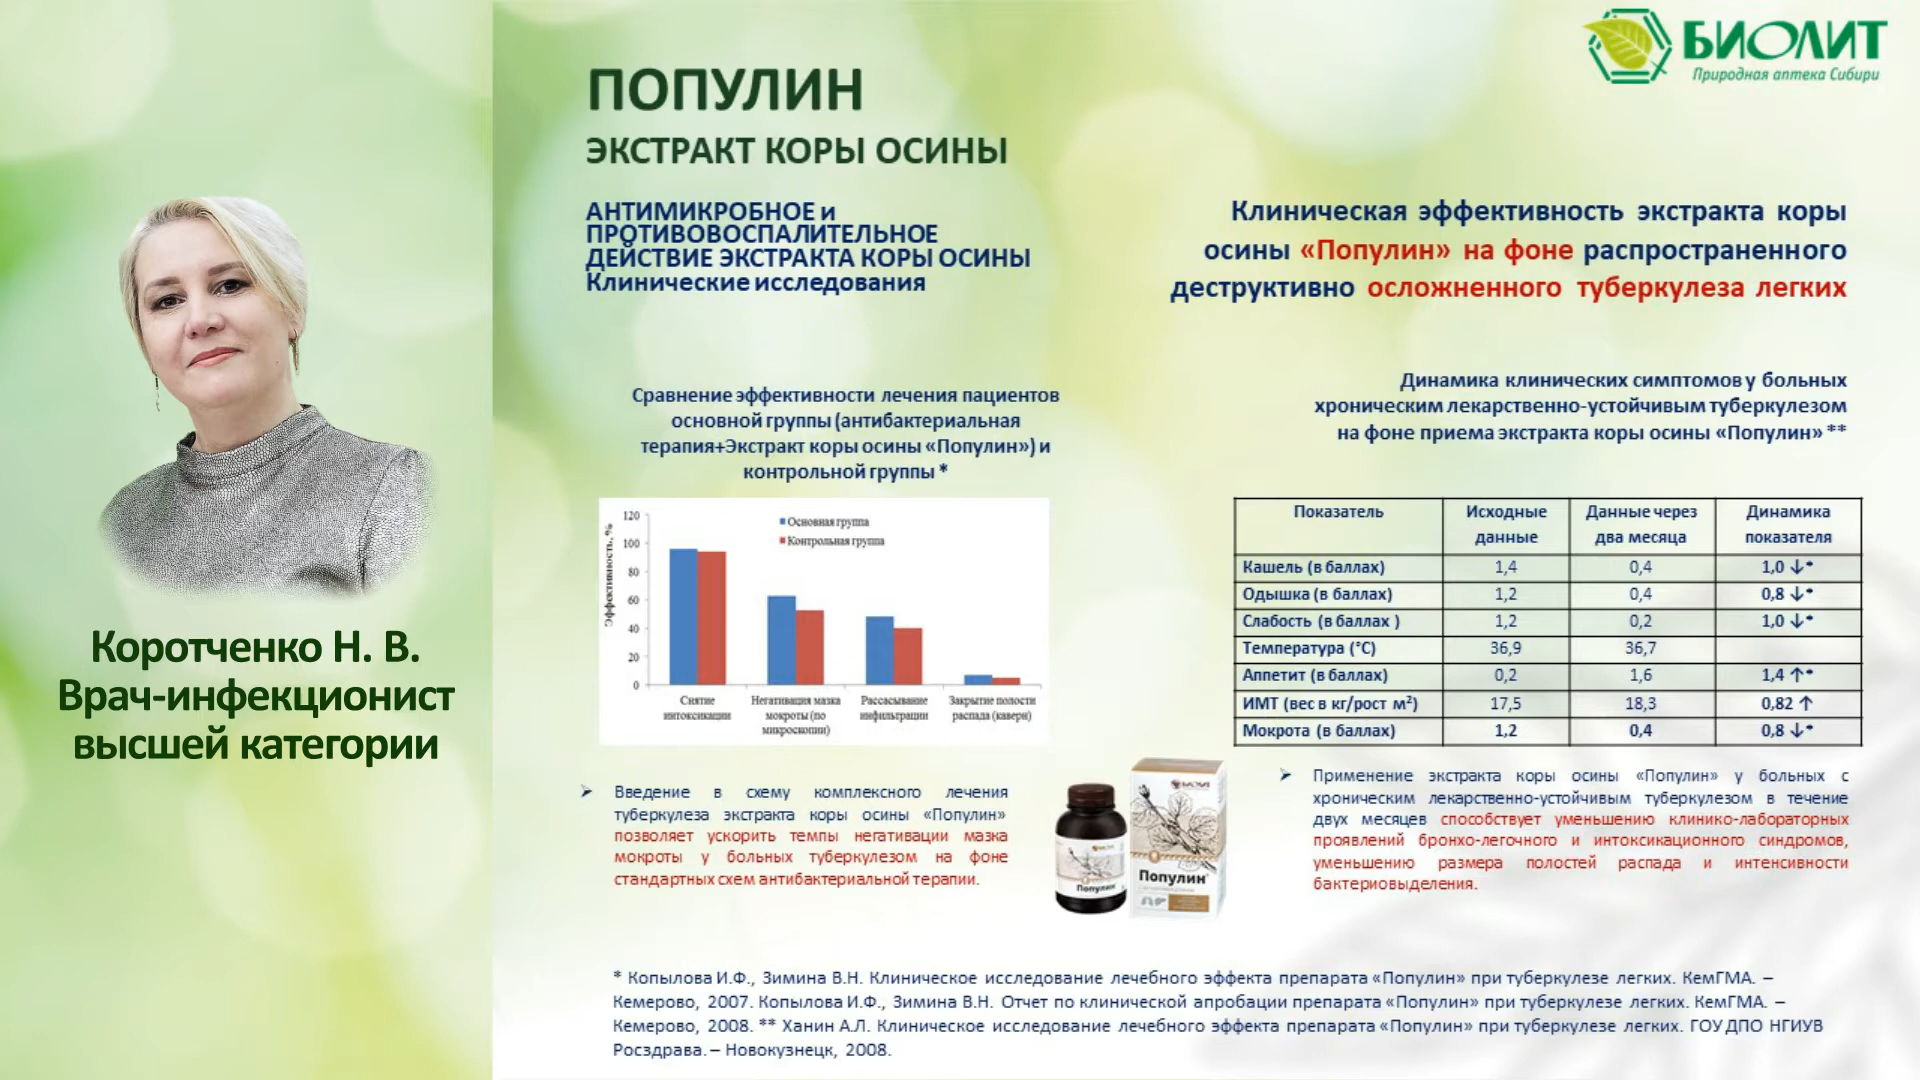 БИОЛИТ
Природная аптека Сибири
ПОПУЛИН
ЭКСТРАКТ КОРЫ ОСИНЫ
АНТИМИКРОБНОЕ и
ПРОТИВОВОСПАЛИТЕЛЬНОЕ
ДЕЙСТВИЕ ЭКСТРАКТА КОРЫ ОСИНЫ
Клинические исследования
Клиническая эффективность экстракта коры
осины «Популин» на фоне распространенного
деструктивно осложненного туберкулеза легких
Коротченко Н. В.
Врач-инфекционист
высшей категории
Сравнение эффективности лечения пациентов
основной группы (антибактериальная
терапия+Экстракт коры осины «Популин») и
контрольной группы *
Эффективность, %
120
100
80
60
40
20
0
Основная группа
Контрольная группа
Снятие
интоксикации
Негативация мазка
мокроты (по
микроскопии)
Рассасывание
инфильтрации
Закрытие полости
распада (каверн)
Введение в схему комплексного лечения
туберкулеза экстракта коры осины «Популин»
позволяет ускорить темпы негативации мазка
мокроты у больных туберкулезом на фоне
стандартных схем антибактериальной терапии.
Динамика клинических симптомов у больных
хроническим лекарственно-устойчивым туберкулезом
на фоне приема экстракта коры осины «Популин» **
Показатель Исходные данные Данные через два месяца Динамика показателя
Кашель (в баллах) 1,4 0,4 1,0 ↓*
Одышка (в баллах) 1,2 0,4 0,8 ↓*
Слабость (в баллах ) 1,2 0,2 1,0 ↓*
Температура (°С) 36,9 36,7
Аппетит (в баллах) 0,2 1,6 1,4 ↑*
ИМТ (вес в кг/рост м²) 17,5 18,3 0,82 ↑
Мокрота (в баллах) 1,2 0,4 0,8 ↓*
БИОЛИТ
Популин
БИОЛИТ
Популин
Применение экстракта коры осины «Популин» у больных с
хроническим лекарственно-устойчивым туберкулезом в течение
двух месяцев способствует уменьшению клинико-лабораторных
проявлений бронхо-легочного и интоксикационного синдромов,
уменьшению размера полостей распада и интенсивности
бактериовыделения.
* Копылова И.Ф., Зимина В.Н. Клиническое исследование лечебного эффекта препарата «Популин» при туберкулезе легких. КемГМА. –
Кемерово, 2007. Копылова И.Ф., Зимина В.Н. Отчет по клинической апробации препарата «Популин» при туберкулезе легких. КемГМА. –
Кемерово, 2008. ** Ханин А.Л. Клиническое исследование лечебного эффекта препарата «Популин» при туберкулезе легких. ГОУ ДПО НГИУВ
Росздрава. – Новокузнецк, 2008.